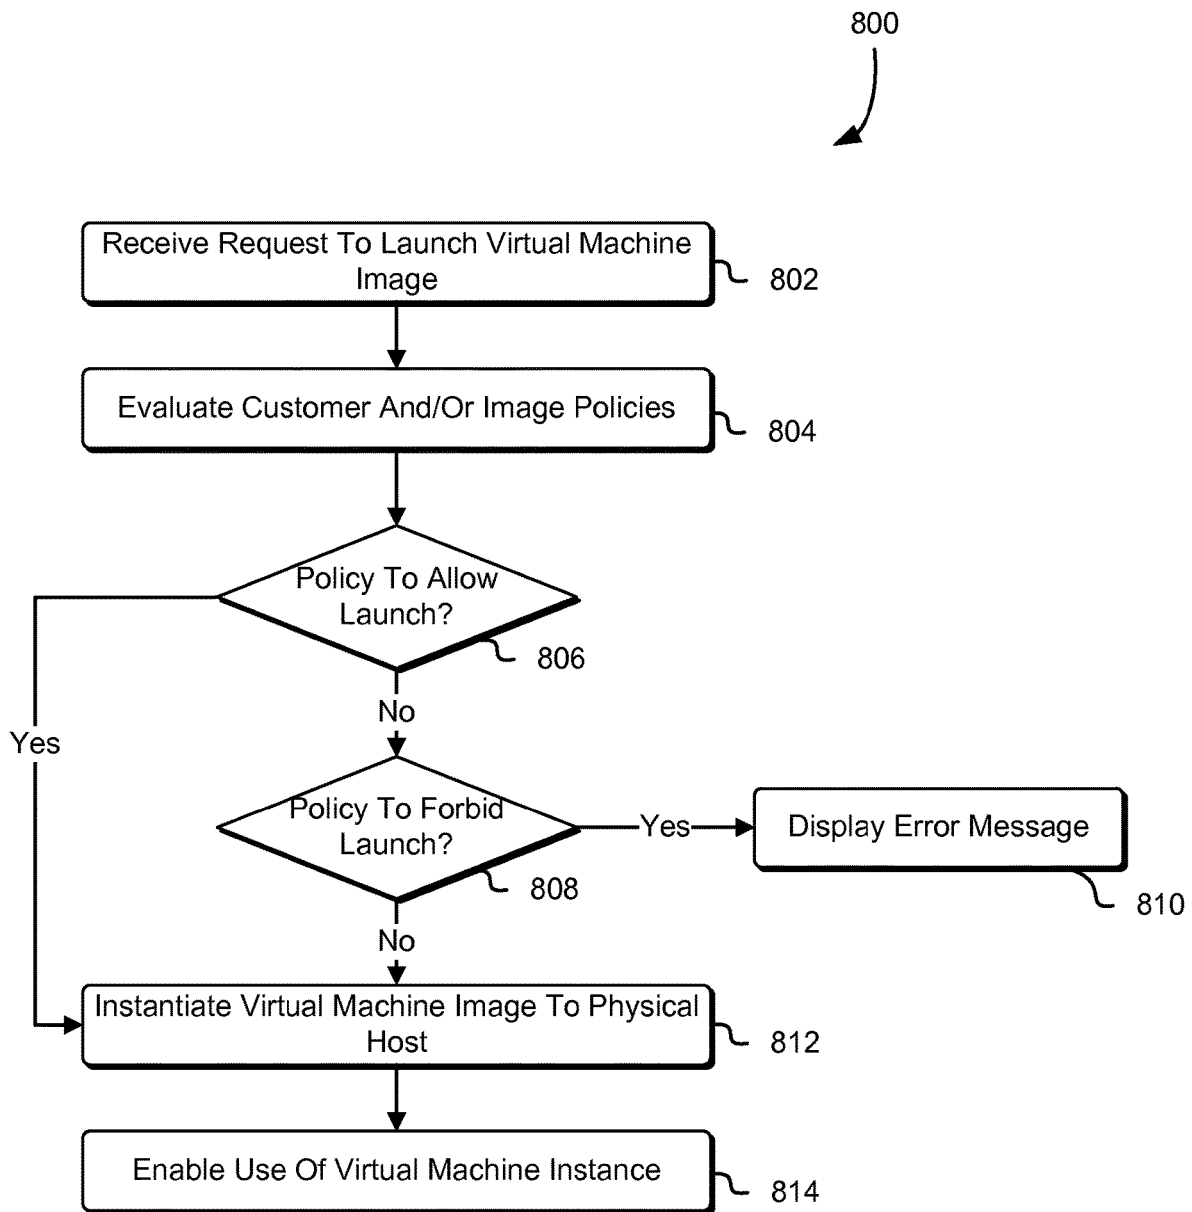 800
Receive Request To Launch Virtual Machine
Image
802
Evaluate Customer And/Or Image Policies
804
Policy To Allow
Launch?
806
No
Yes
Policy To Forbid
Launch?
808
Yes
Display Error Message
810
No
Instantiate Virtual Machine Image To Physical
Host
812
Enable Use Of Virtual Machine Instance
814